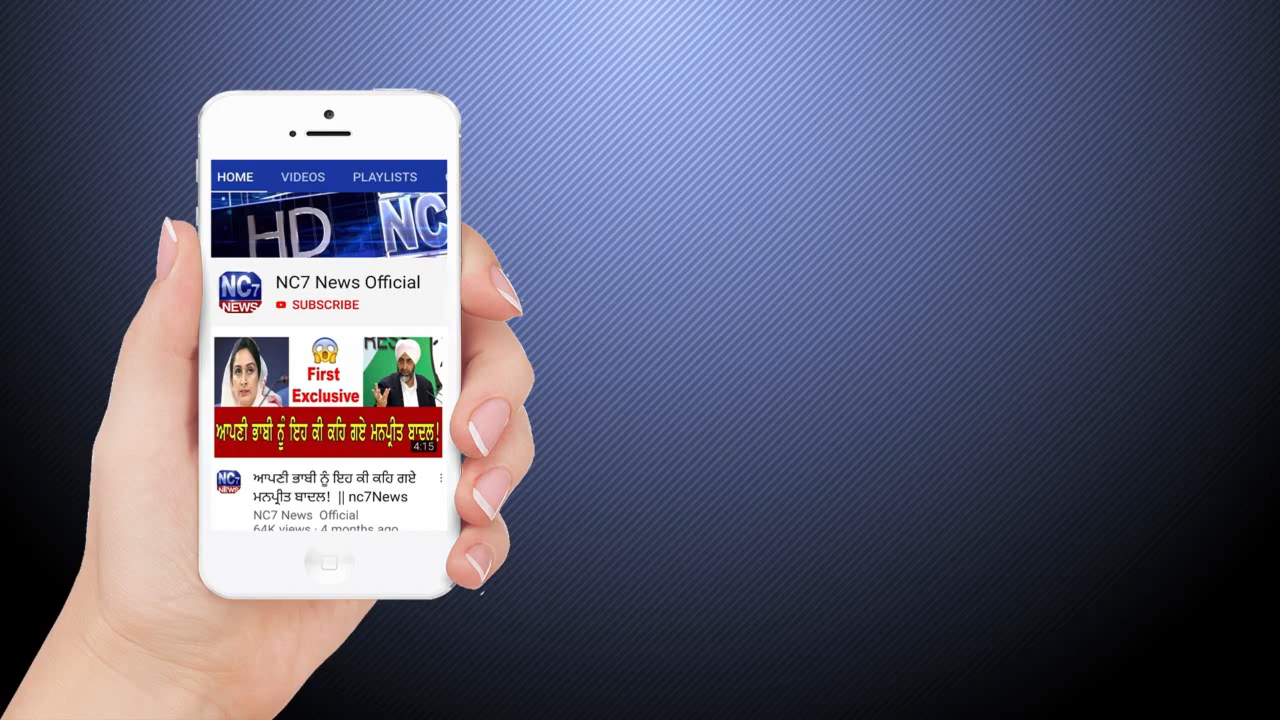 HOME VIDEOS PLAYLISTS
HD NC
NC7 NEWS
NC7 News Official
SUBSCRIBE
First
Exclusive
ਆਪਣੀ ਭਾਬੀ ਨੂੰ ਇਹ ਕੀ ਕਹਿ ਗਏ ਮਨਪ੍ਰੀਤ ਬਾਦਲ!
4:15
NC7 NEWS
ਆਪਣੀ ਭਾਬੀ ਨੂੰ ਇਹ ਕੀ ਕਹਿ ਗਏ
ਮਨਪ੍ਰੀਤ ਬਾਦਲ! || nc7News
NC7 News Official
64K views · 4 months ago